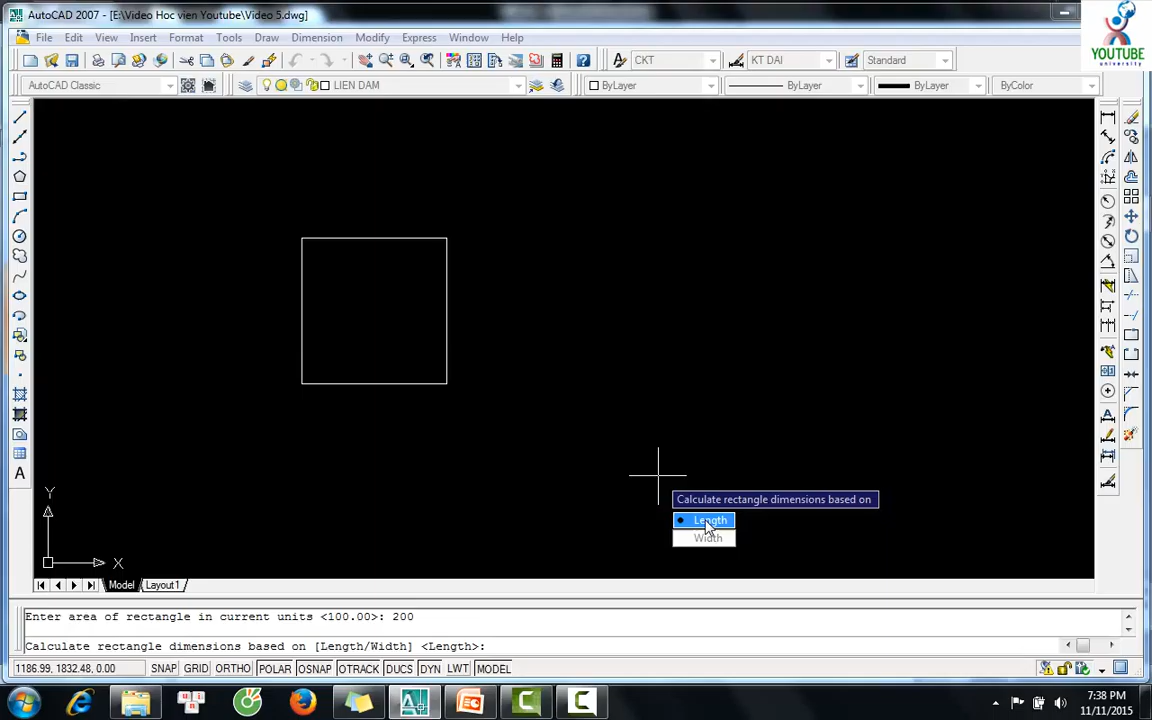 AutoCAD 2007 - [E:\Video Hoc vien Youtube\Video 5.dwg]
File Edit View Insert Format Tools Draw Dimension Modify Express Window Help
YOUTUBE
university
CKT KT DAI Standard
AutoCAD Classic LIEN DAM ByLayer ByLayer ByLayer ByColor
A
Y
X
Calculate rectangle dimensions based on
Length
Width
Model Layout1
Enter area of rectangle in current units <100.00>: 200
Calculate rectangle dimensions based on [Length/Width] <Length>:
1186.99, 1832.48, 0.00 SNAP GRID ORTHO POLAR OSNAP OTRACK DUCS DYN LWT MODEL
7:38 PM
11/11/2015